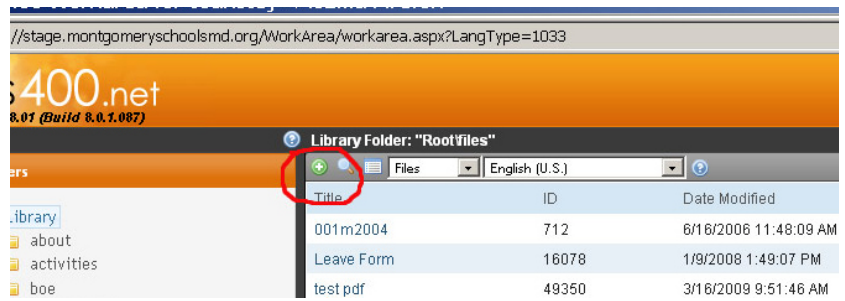 //stage.montgomeryschoolsmd.org/WorkArea/workarea.aspx?LangType=1033
400.net
8.01 (Build 8.0.1.087)
Library Folder: "Root\files"
ers
Files English (U.S.)
Title ID Date Modified
Library
001m2004 712 6/16/2006 11:48:09 AM
about
Leave Form 16078 1/9/2008 1:49:07 PM
activities
test pdf 49350 3/16/2009 9:51:46 AM
boe